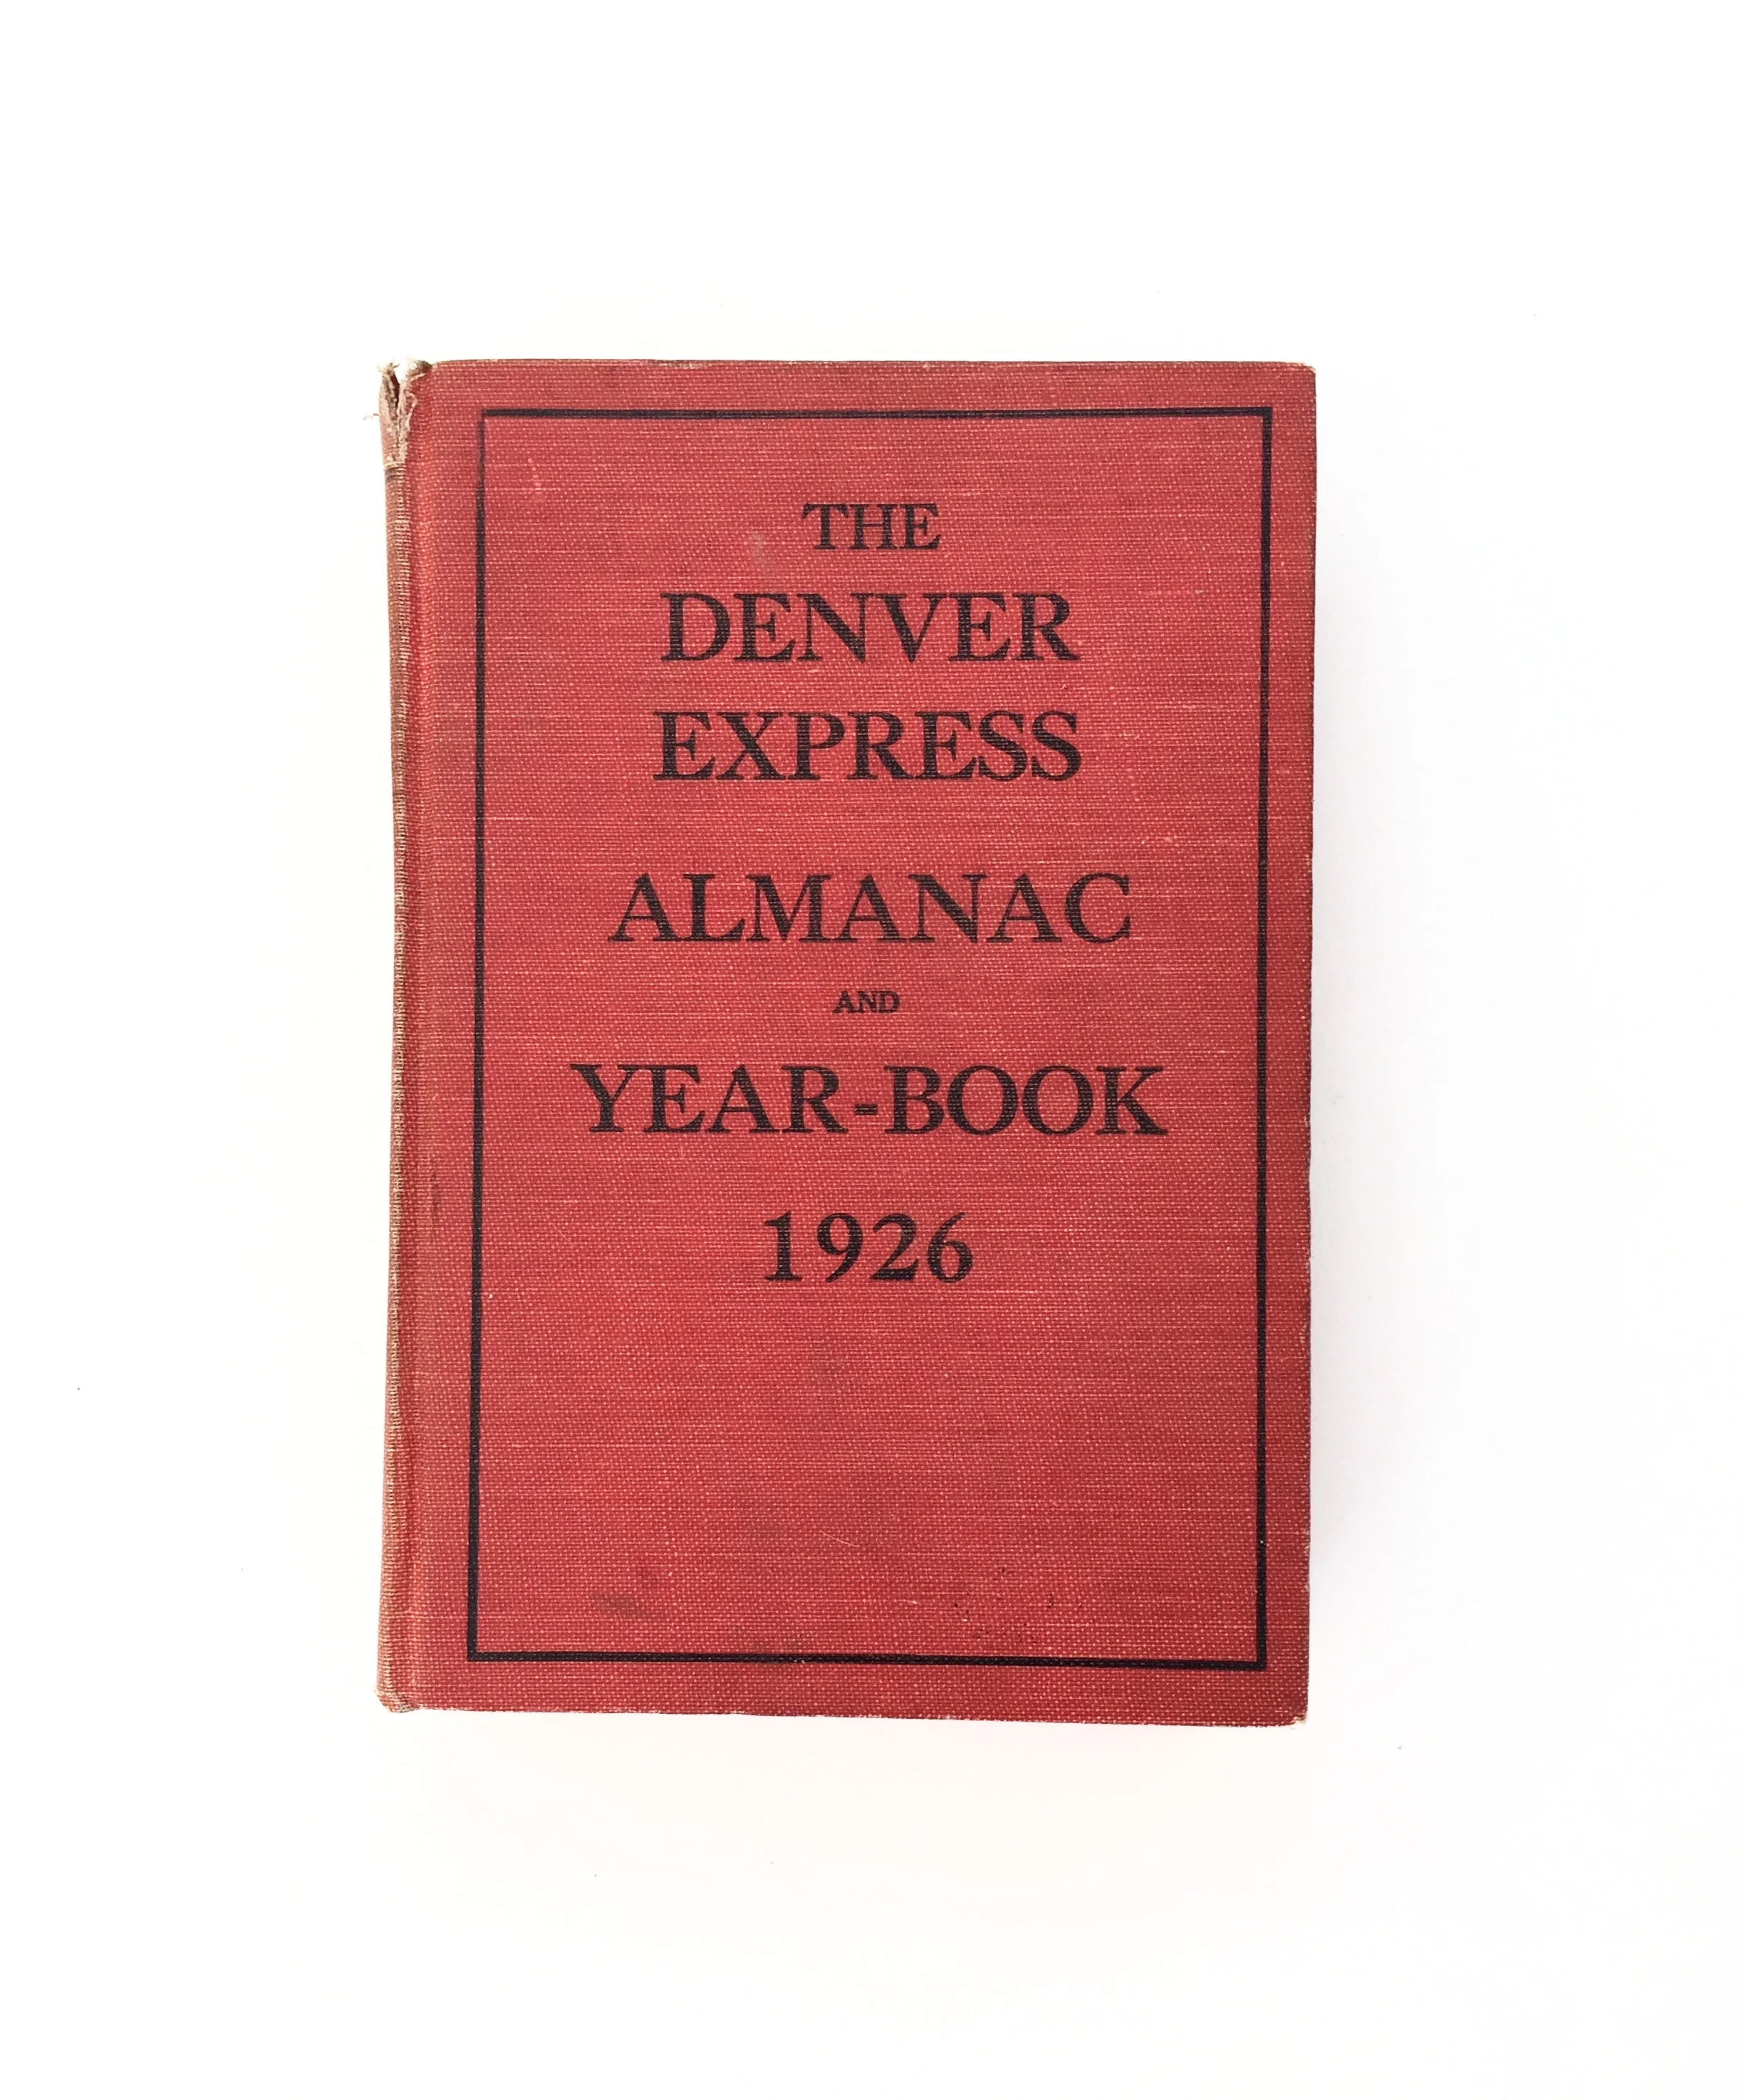 THE
DENVER
EXPRESS
ALMANAC
AND
YEAR-BOOK
1926